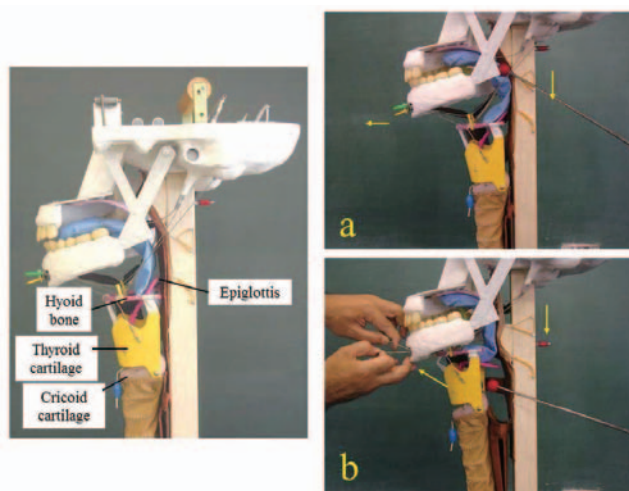 Epiglottis
Hyoid
bone
Thyroid
cartilage
Cricoid
cartilage
a
b